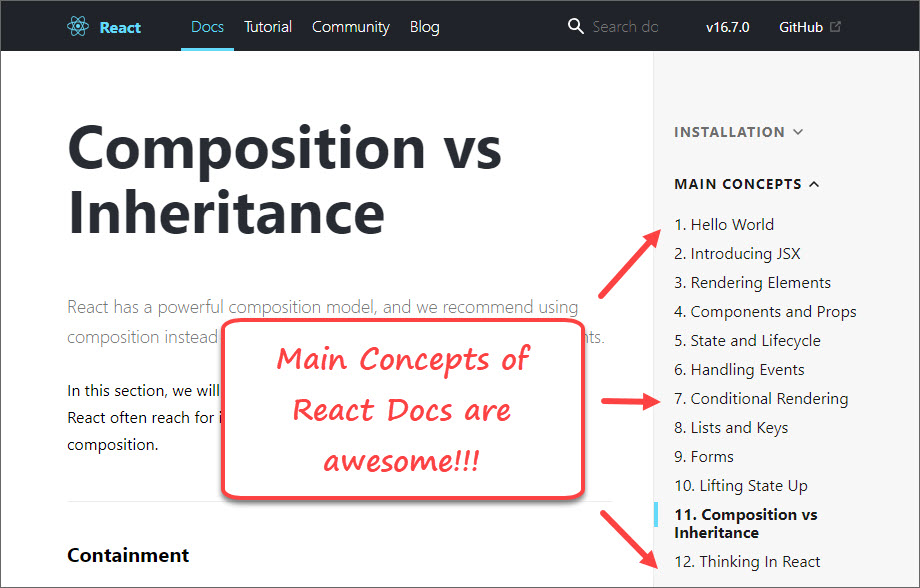 React Docs Tutorial Community Blog Search do v16.7.0 GitHub
Composition vs
Inheritance
React has a powerful composition model, and we recommend using
composition instead
In this section, we will
React often reach for
composition.
Main Concepts of
React Docs are
awesome!!!
Containment
INSTALLATION
MAIN CONCEPTS
1. Hello World
2. Introducing JSX
3. Rendering Elements
4. Components and Props
5. State and Lifecycle
6. Handling Events
7. Conditional Rendering
8. Lists and Keys
9. Forms
10. Lifting State Up
11. Composition vs
Inheritance
12. Thinking In React